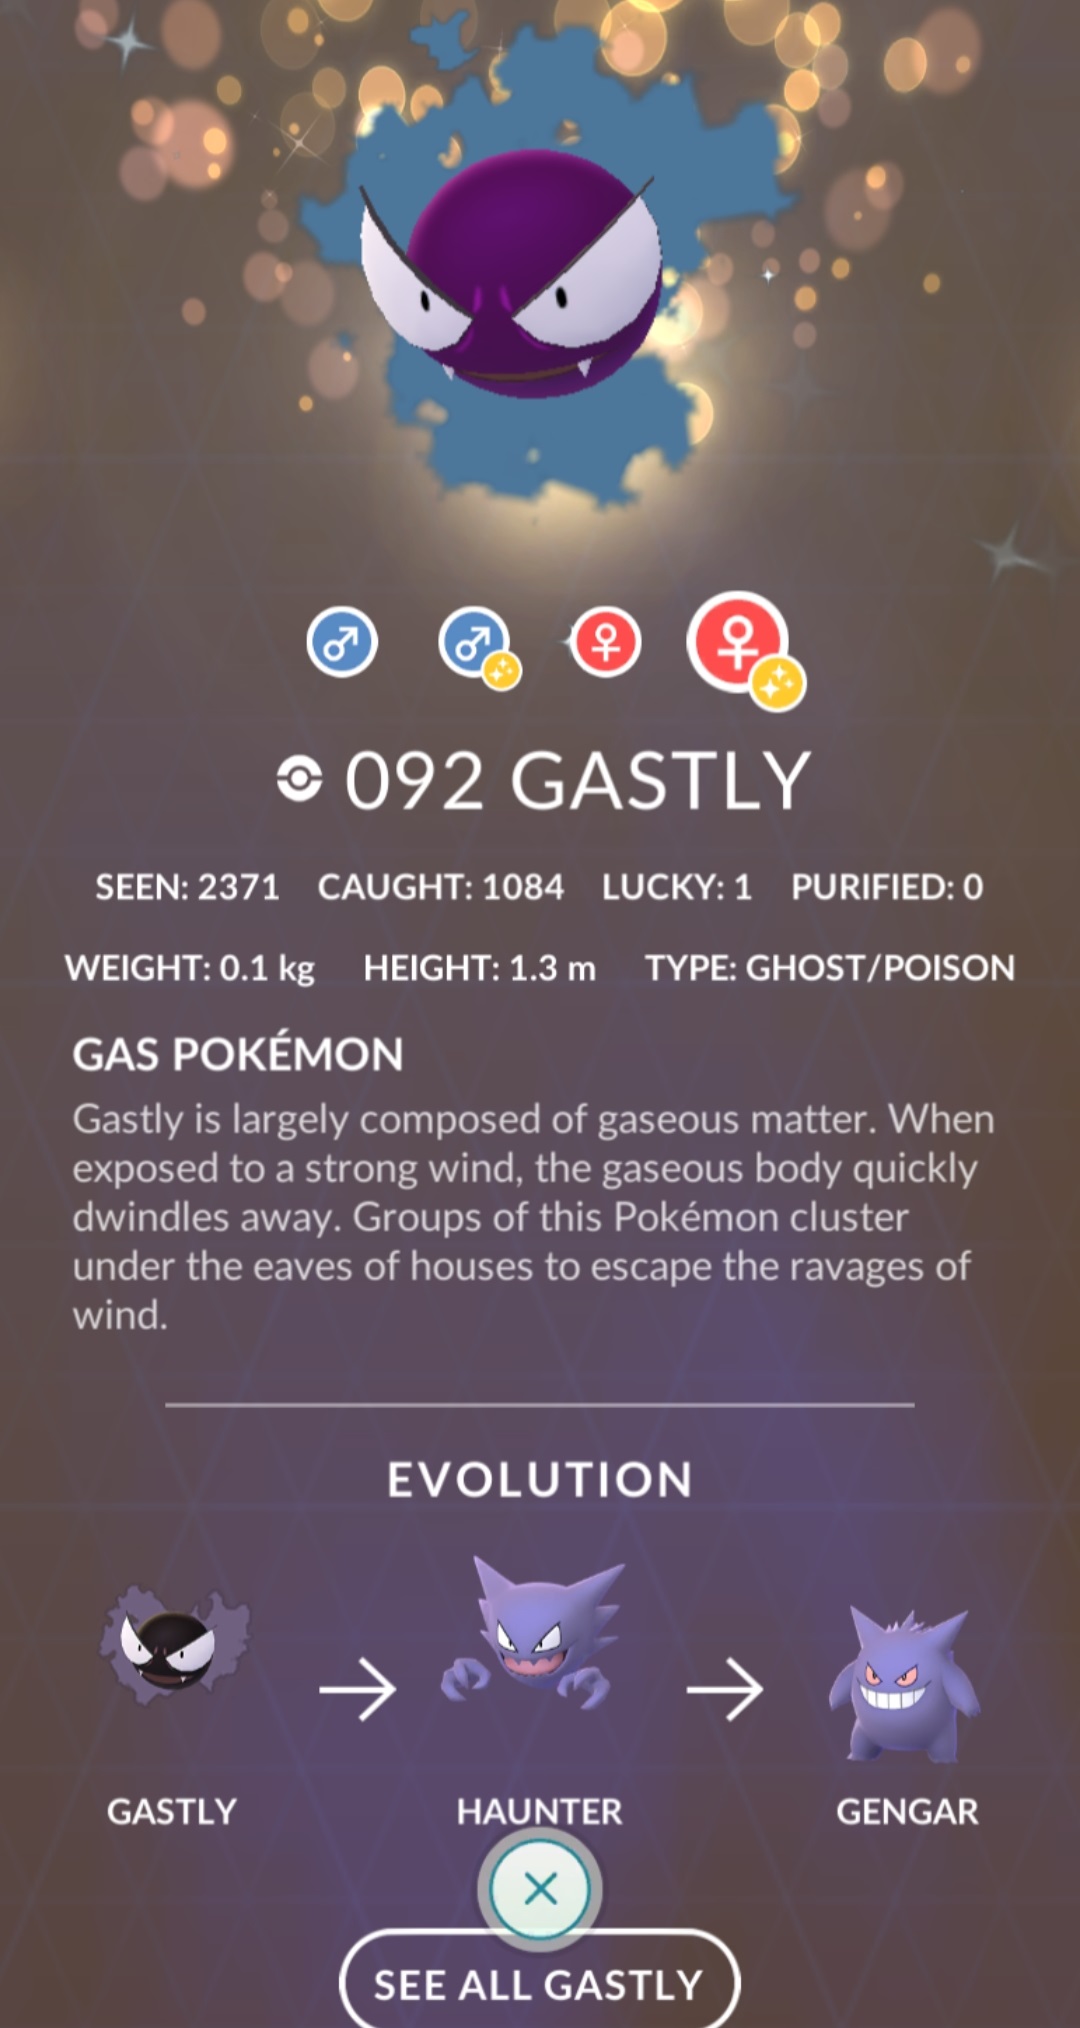 092 GASTLY
SEEN: 2371 CAUGHT: 1084 LUCKY: 1 PURIFIED: 0
WEIGHT: 0.1 kg HEIGHT: 1.3 m TYPE: GHOST/POISON
GAS POKÉMON
Gastly is largely composed of gaseous matter. When
exposed to a strong wind, the gaseous body quickly
dwindles away. Groups of this Pokémon cluster
under the eaves of houses to escape the ravages of
wind.
EVOLUTION
GASTLY HAUNTER GENGAR
SEE ALL GASTLY